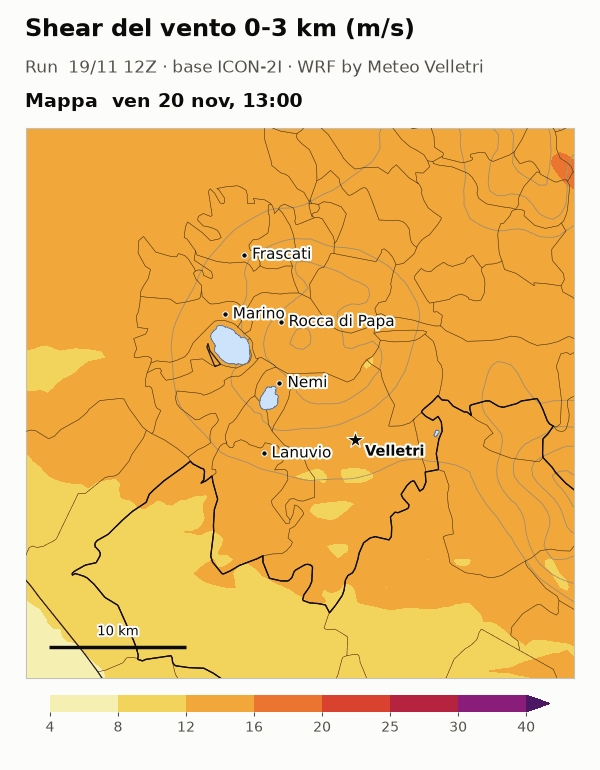 Shear del vento 0-3 km (m/s)
Run  19/11 12Z · base ICON-2I · WRF by Meteo Velletri
Mappa  ven 20 nov, 13:00
Frascati
Marino
Rocca di Papa
Nemi
Velletri
Lanuvio
10 km
4 8 12 16 20 25 30 40